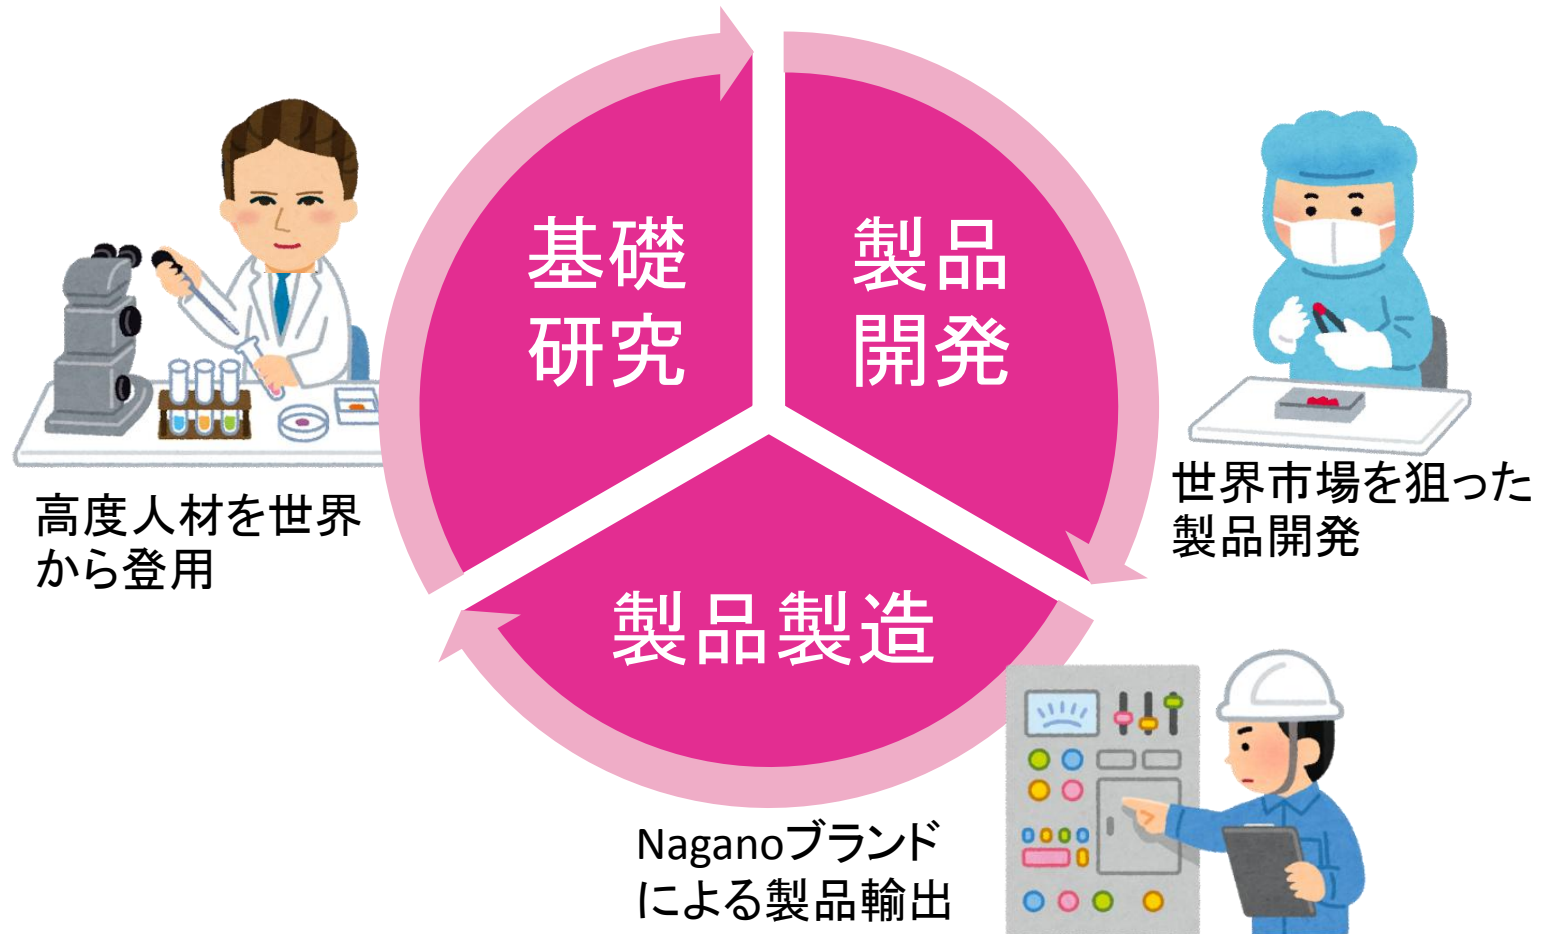 基礎
研究
製品
開発
製品製造
高度人材を世界
から登用
世界市場を狙った
製品開発
Naganoブランド
による製品輸出